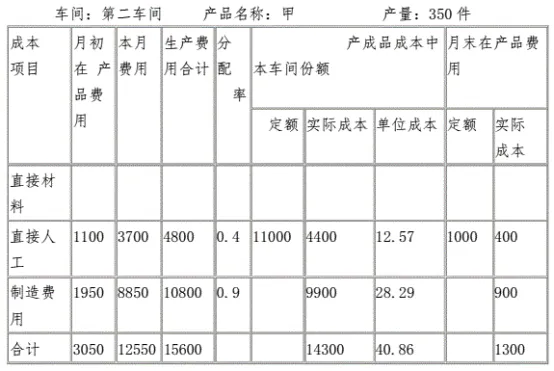 车间：第二车间 产品名称：甲 产量：350 件
成本项目 月初在产品费用 本月费用 生产费用合计 分配率 产成品成本中本车间份额 月末在产品费用
定额 实际成本 单位成本 定额 实际成本
直接材料
直接人工 1100 3700 4800 0.4 11000 4400 12.57 1000 400
制造费用 1950 8850 10800 0.9 9900 28.29 900
合计 3050 12550 15600 14300 40.86 1300